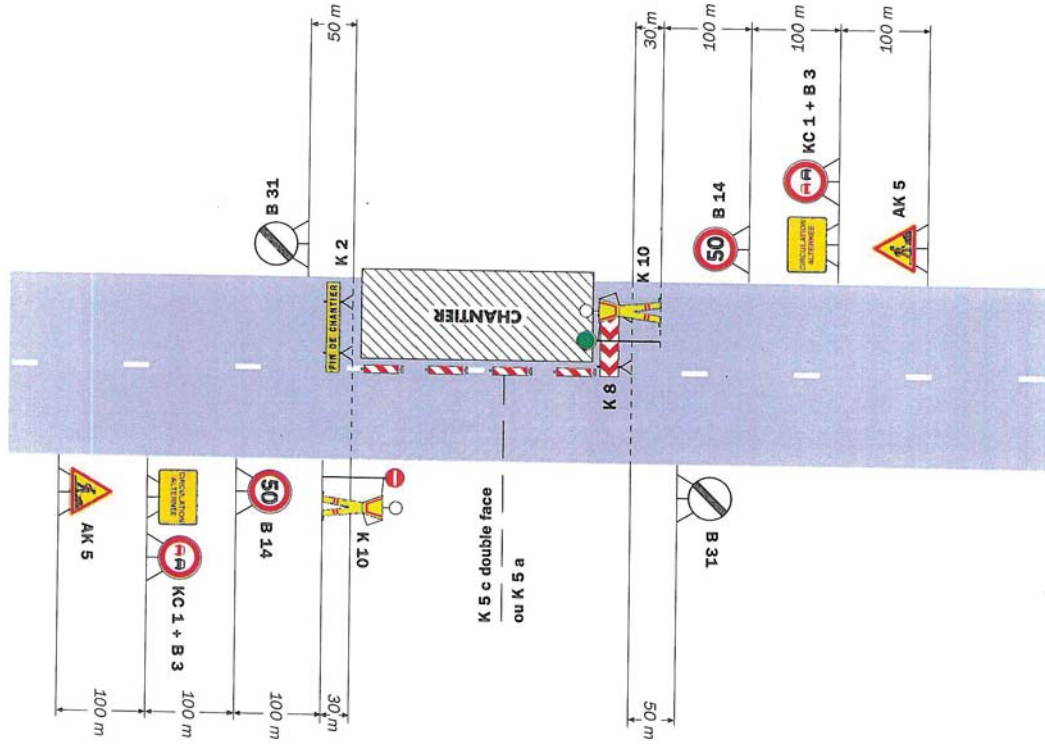 50 m
B 31
K 2
FIN DE CHANTIER
CHANTIER
K 10
K 8
30 m
100 m
B 14
50
100 m
KC 1 + B 3
CIRCULATION
ALTERNÉE
100 m
AK 5
AK 5
100 m
CIRCULATION
ALTERNÉE
KC 1 + B 3
100 m
50
B 14
100 m
K 10
30 m
K 5 c double face
ou K 5 a
B 31
50 m